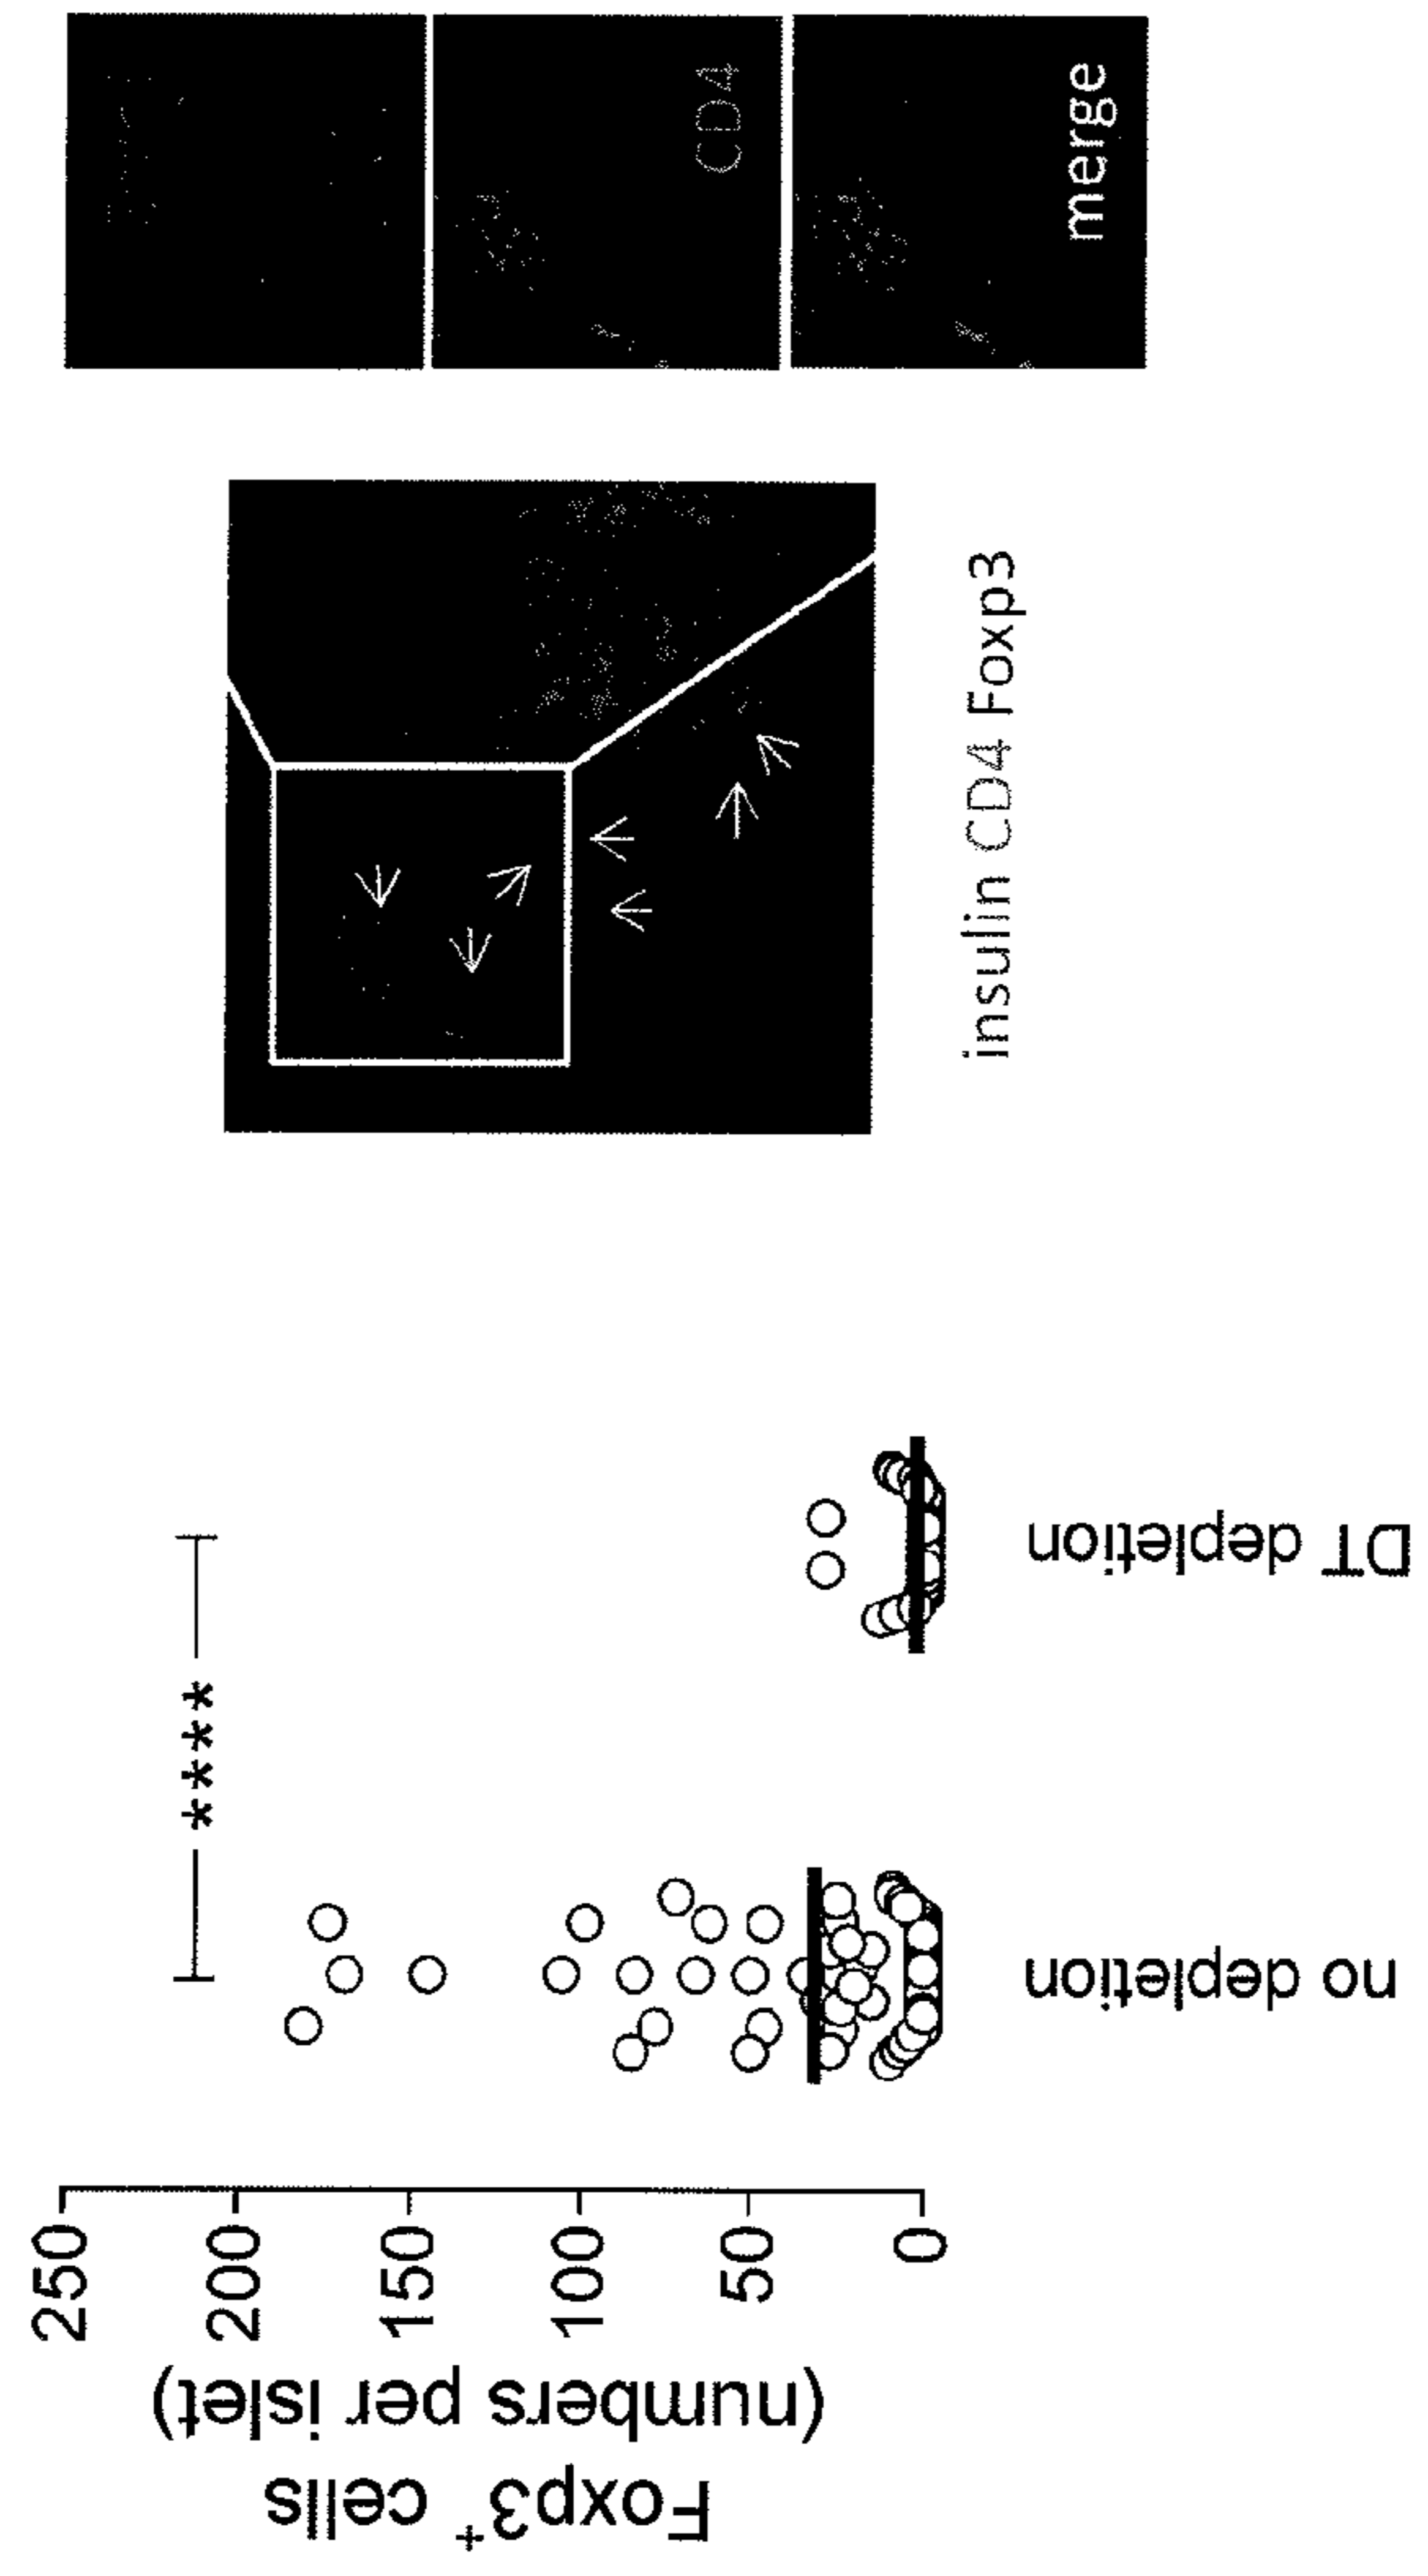 Foxp3⁺ cells
(numbers per islet)
250
200
150
100
50
0
****
no depletion
DT depletion
insulin CD4 Foxp3
CD4
merge